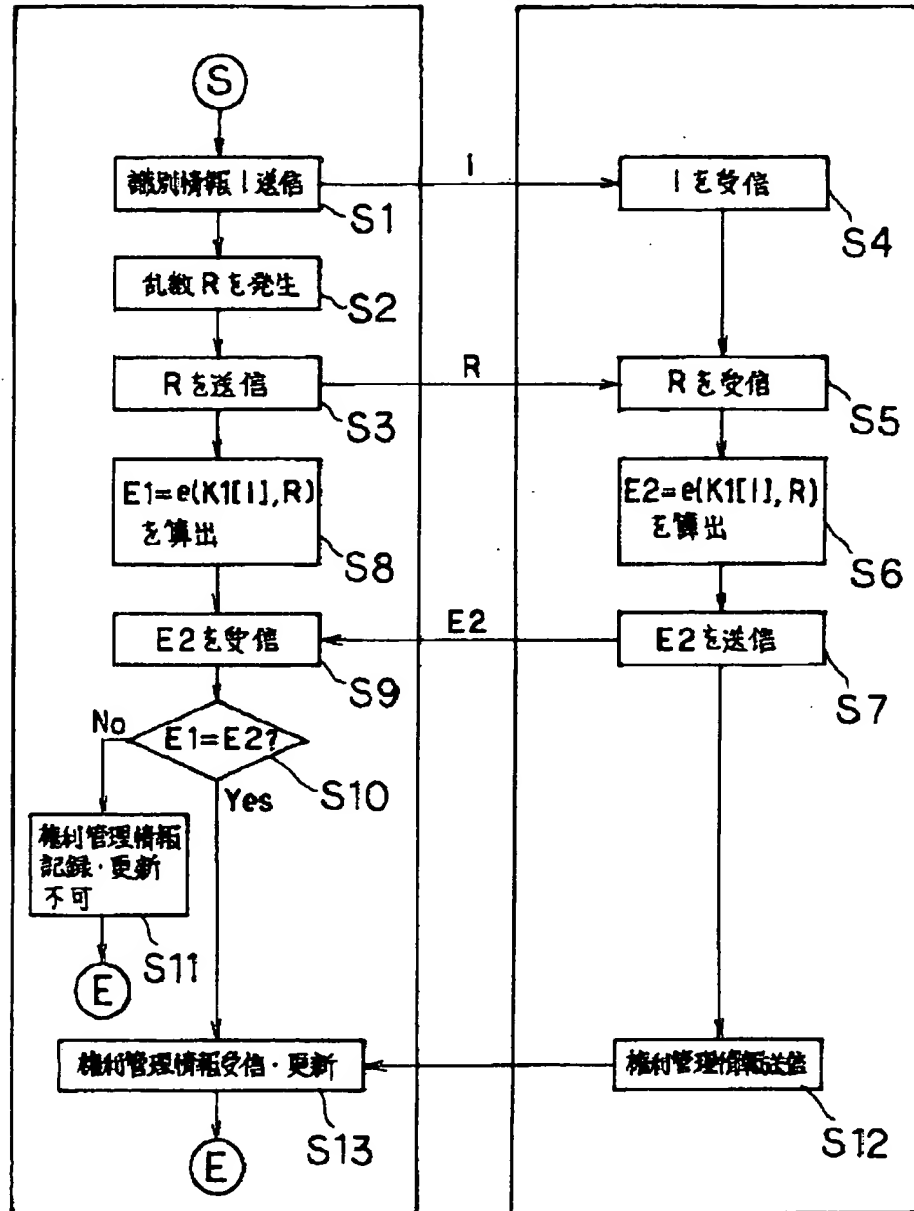 S
識別情報I送信
I
Iを受信
S1
S4
乱数Rを発生
S2
Rを送信
R
Rを受信
S3
S5
E1=e(K1[I],R)
を算出
E2=e(K1[I],R)
を算出
S8
S6
E2を受信
E2
E2を送信
S9
S7
No
E1=E2?
S10
Yes
権利管理情報
記録・更新
不可
S11
E
権利管理情報受信・更新
権利管理情報送信
S13
S12
E